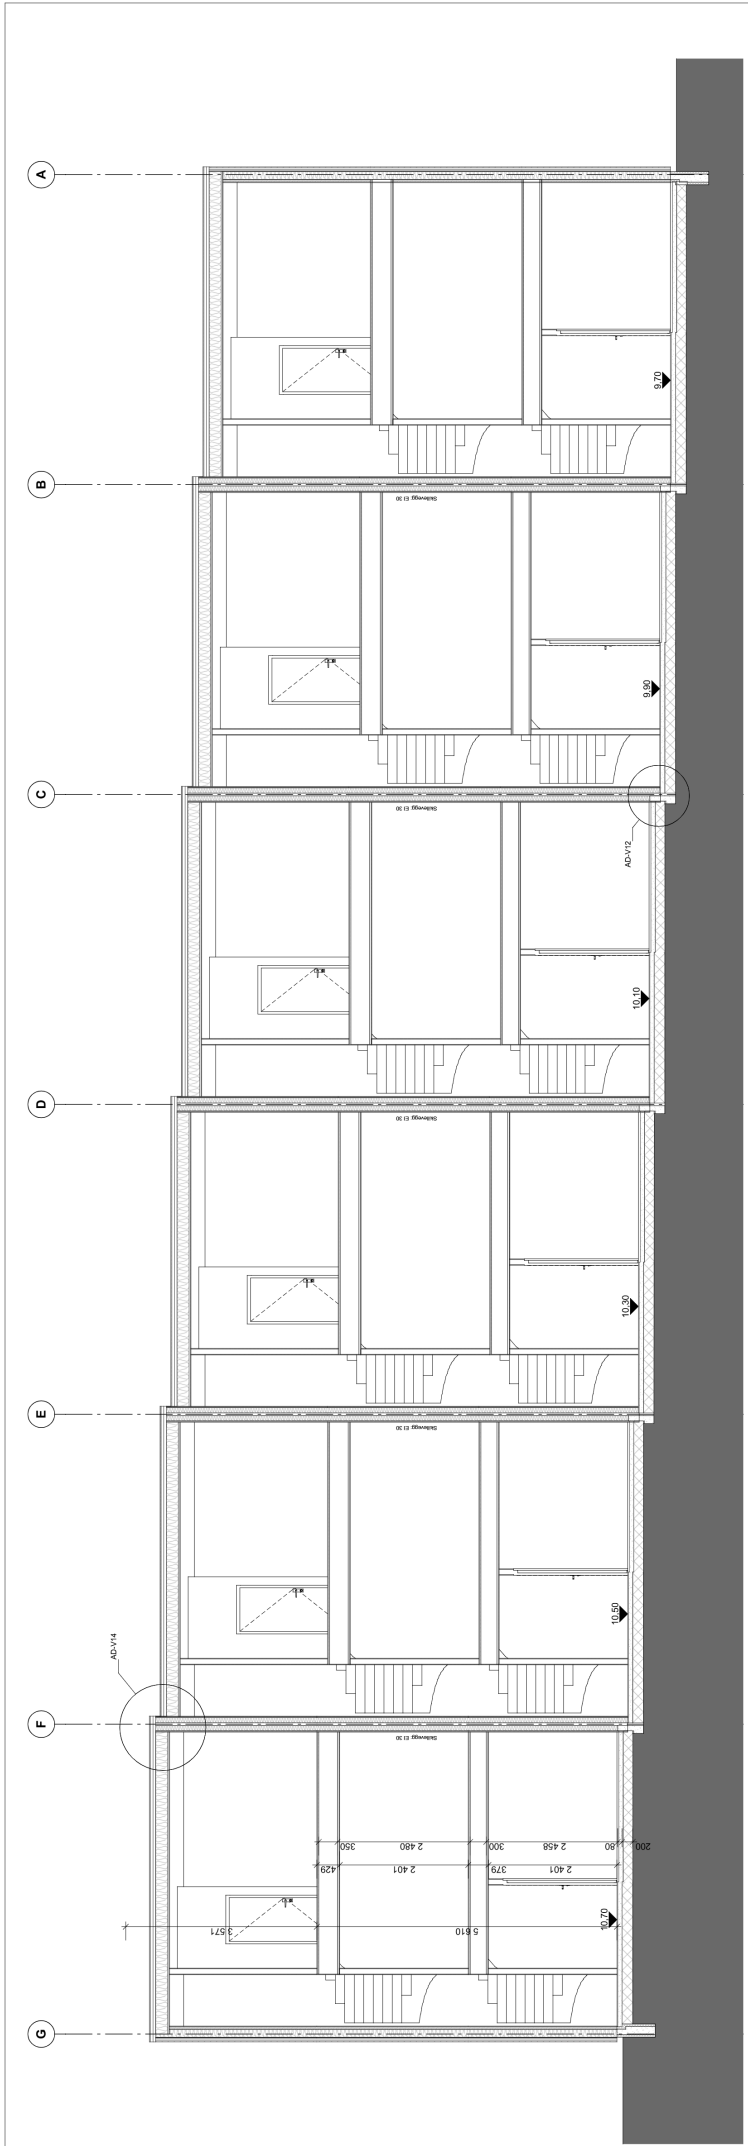 A
B
C
D
E
F
G
9,70
Skillevegg EI 30
9,90
Skillevegg EI 30
AD-V12
10,10
Skillevegg EI 30
10,30
Skillevegg EI 30
10,50
AD-V14
Skillevegg EI 30
350
2 480
300
2 458
80
200
429
2 401
379
2 401
3 571
5 610
10,70